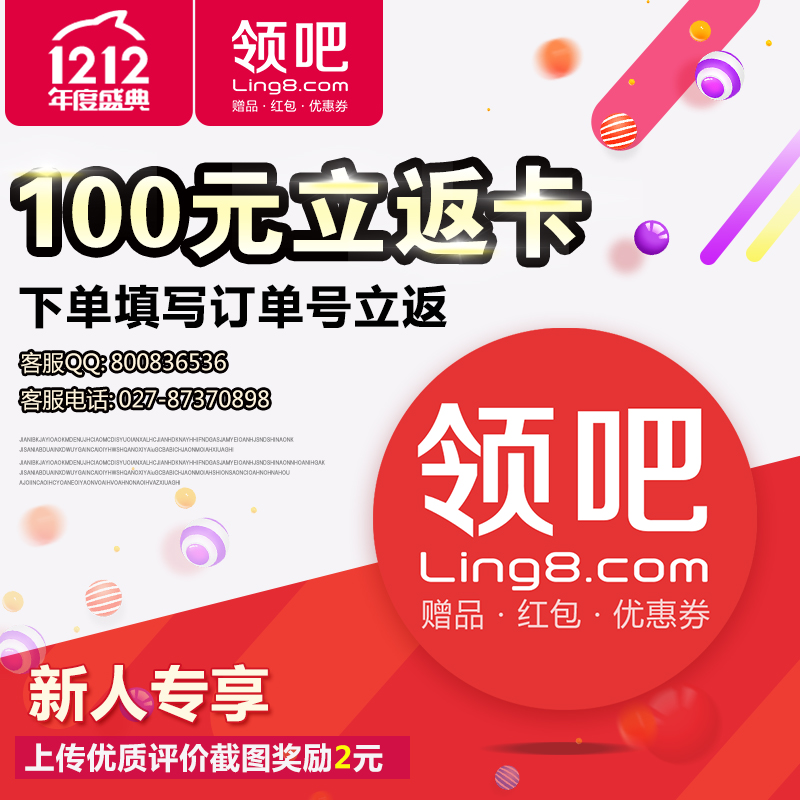 1212
年度盛典
领吧
Ling8.com
赠品·红包·优惠券
100元立返卡
下单填写订单号立返
客服QQ: 800836536
客服电话: 027-87370898
领吧
Ling8.com
赠品·红包·优惠券
新人专享
上传优质评价截图奖励2元